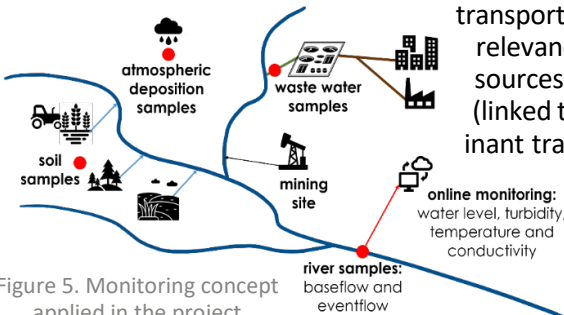 transport
relevanc
sources
(linked t
inant tra
atmospheric
deposition
samples
waste water
samples
soil
samples
mining
site
online monitoring:
water level, turbidity,
temperature and
conductivity
river samples:
baseflow and
eventflow
Figure 5. Monitoring concept
applied in the project